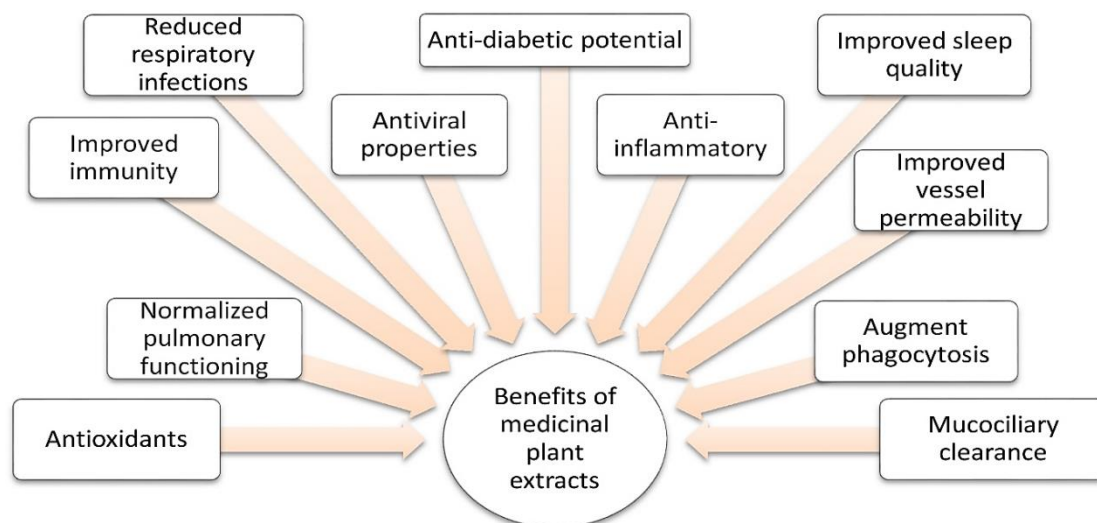 Reduced
respiratory
infections
Anti-diabetic potential
Improved sleep
quality
Improved
immunity
Antiviral
properties
Anti-
inflammatory
Improved
vessel
permeability
Normalized
pulmonary
functioning
Augment
phagocytosis
Antioxidants
Benefits of
medicinal
plant
extracts
Mucociliary
clearance